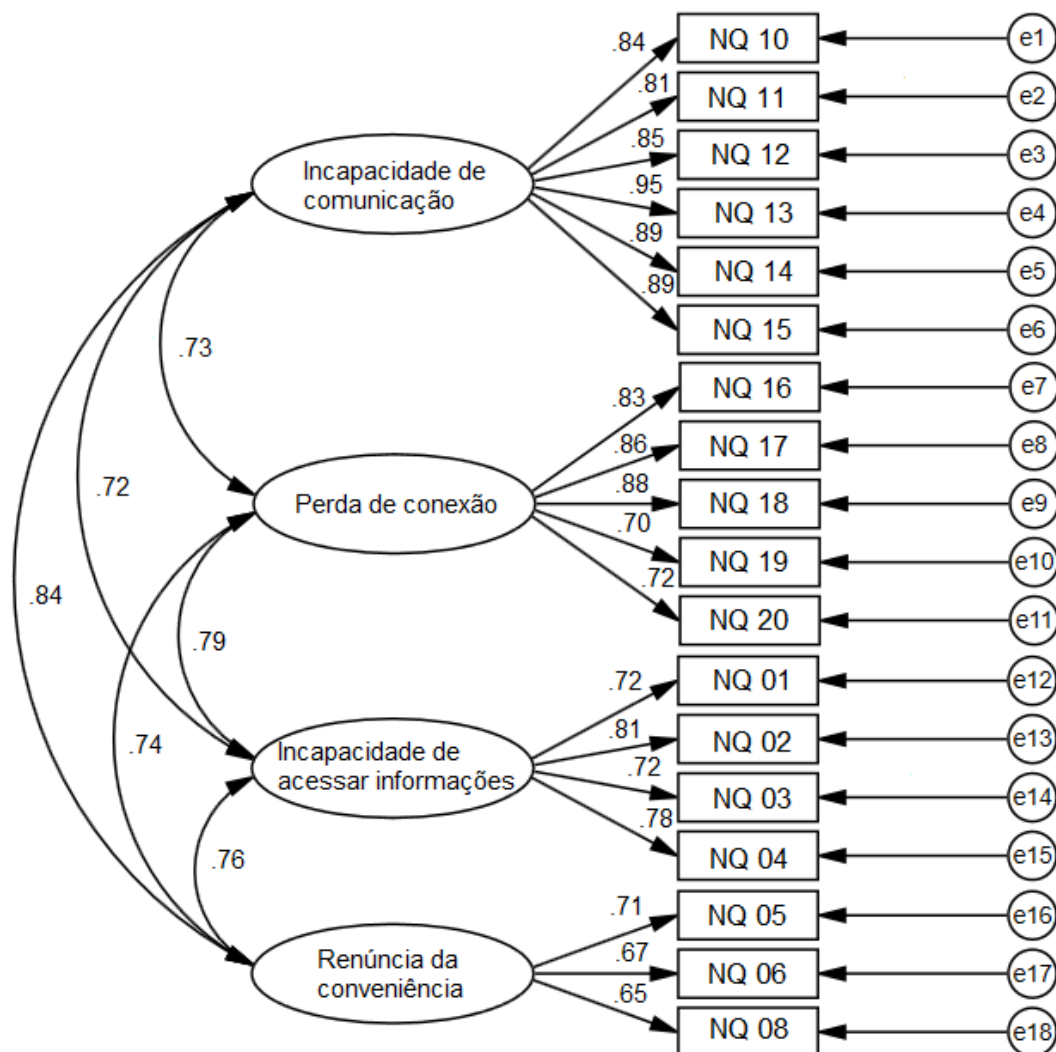 .84
NQ 10
e1
.81
NQ 11
e2
.85
NQ 12
e3
.95
NQ 13
e4
.89
NQ 14
e5
.89
NQ 15
e6
Incapacidade de
comunicação
.73
.72
.84
.83
NQ 16
e7
.86
NQ 17
e8
.88
NQ 18
e9
.70
NQ 19
e10
.72
NQ 20
e11
Perda de conexão
.79
.74
.72
NQ 01
e12
.81
NQ 02
e13
.72
NQ 03
e14
.78
NQ 04
e15
Incapacidade de
acessar informações
.76
.71
NQ 05
e16
.67
NQ 06
e17
.65
NQ 08
e18
Renúncia da
conveniência